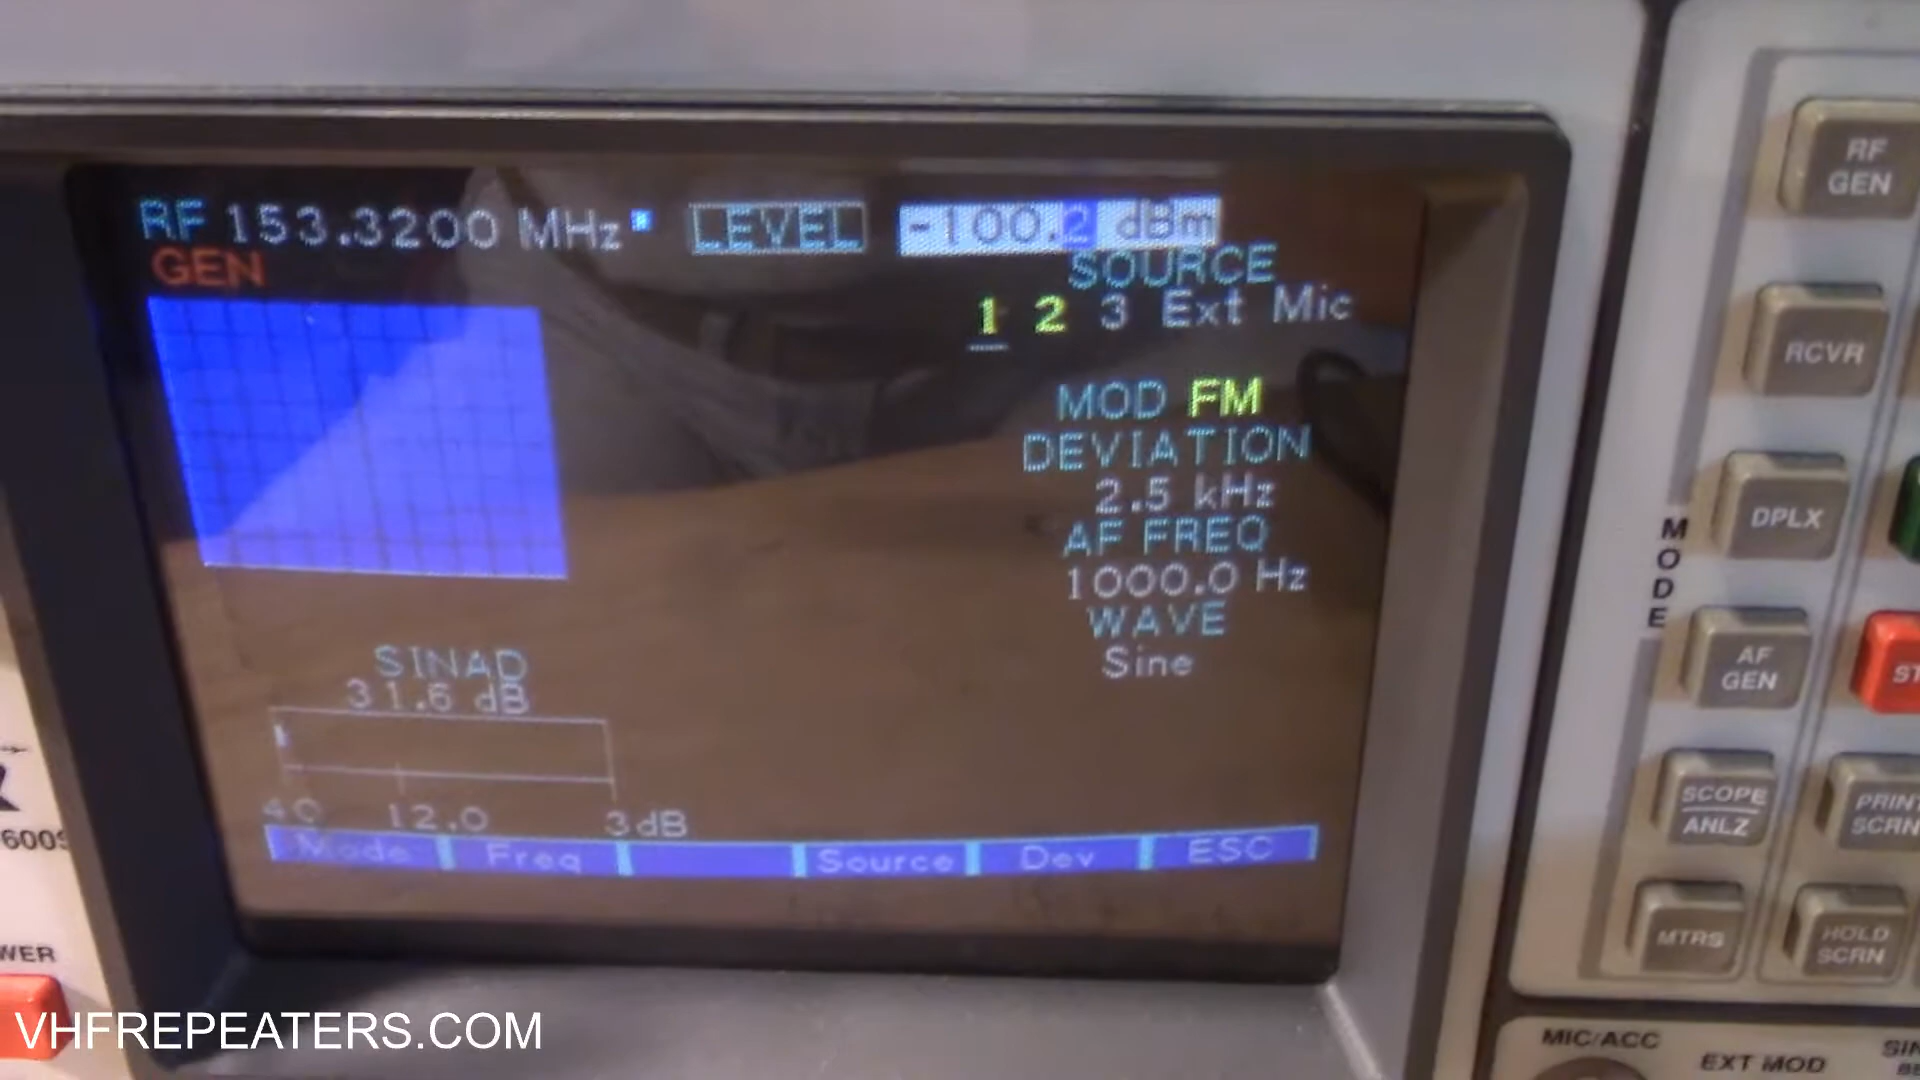 RF 153.3200 MHz LEVEL -100.2 dBm
GEN
SOURCE
1 2 3 Ext Mic
MOD FM
DEVIATION
2.5 kHz
AF FREQ
1000.0 Hz
WAVE
Sine
SINAD
31.6 dB
40 12.0 3dB
Mode Freq Source Dev ESC
RF
GEN
RCVR
DPLX
MODE
AF
GEN
SCOPE
ANLZ
SCRN
MTRS
HOLD
SCRN
MIC/ACC
EXT MOD
VHFREPEATERS.COM